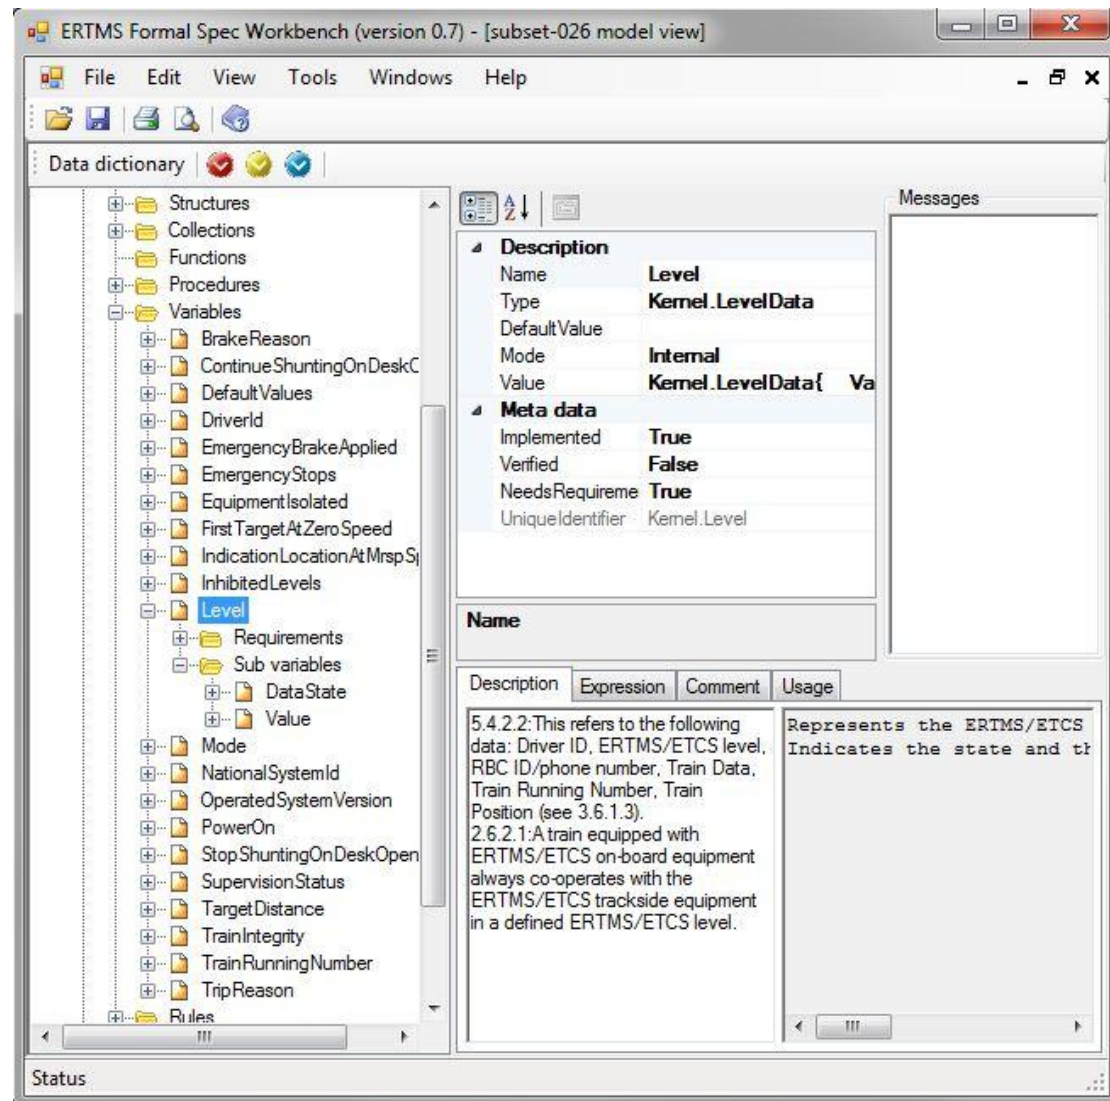 ERTMS Formal Spec Workbench (version 0.7) - [subset-026 model view]
File Edit View Tools Windows Help
Data dictionary
Structures
Collections
Functions
Procedures
Variables
BrakeReason
ContinueShuntingOnDeskC
DefaultValues
DriverId
EmergencyBrakeApplied
EmergencyStops
EquipmentIsolated
FirstTargetAtZeroSpeed
IndicationLocationAtMrspSp
InhibitedLevels
Level
Requirements
Sub variables
DataState
Value
Mode
NationalSystemId
OperatedSystemVersion
PowerOn
StopShuntingOnDeskOpen
SupervisionStatus
TargetDistance
TrainIntegrity
TrainRunningNumber
TripReason
Rules
Description
Name Level
Type Kernel.LevelData
DefaultValue
Mode Internal
Value Kernel.LevelData{ Va
Meta data
Implemented True
Verified False
NeedsRequireme True
UniqueIdentifier Kernel.Level
Name
Messages
Description Expression Comment Usage
5.4.2.2:This refers to the following
data: Driver ID, ERTMS/ETCS level,
RBC ID/phone number, Train Data,
Train Running Number, Train
Position (see 3.6.1.3).
2.6.2.1:A train equipped with
ERTMS/ETCS on-board equipment
always co-operates with the
ERTMS/ETCS trackside equipment
in a defined ERTMS/ETCS level.
Represents the ERTMS/ETCS
Indicates the state and th
Status